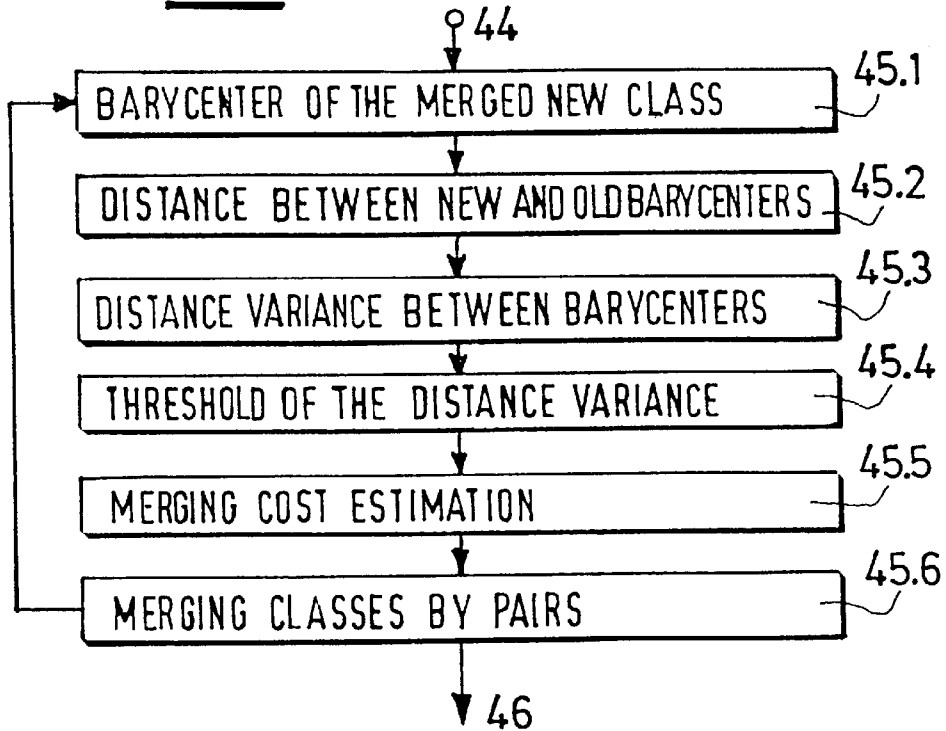 44
BARYCENTER OF THE MERGED NEW CLASS 45.1
DISTANCE BETWEEN NEW AND OLD BARYCENTERS 45.2
DISTANCE VARIANCE BETWEEN BARYCENTERS 45.3
THRESHOLD OF THE DISTANCE VARIANCE 45.4
MERGING COST ESTIMATION 45.5
MERGING CLASSES BY PAIRS 45.6
46